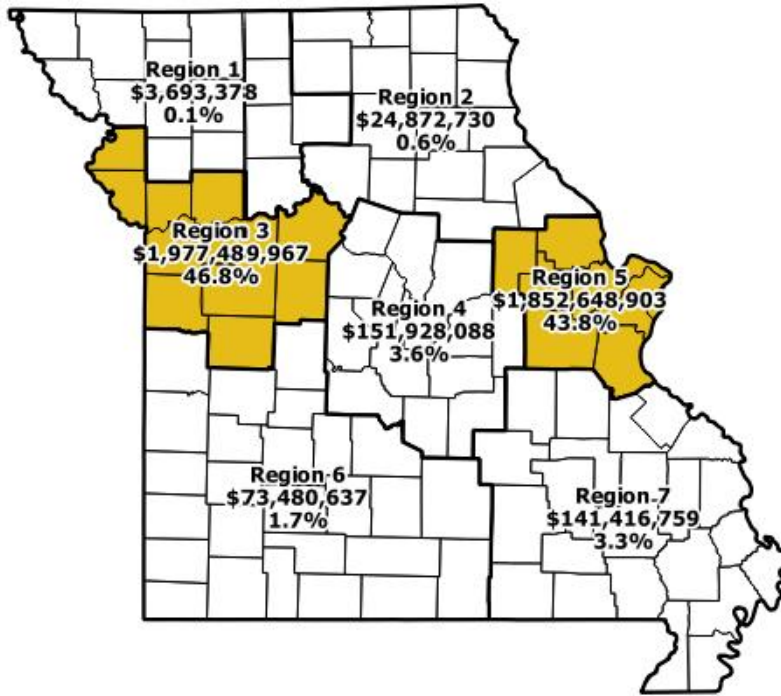 Region 1
$3,693,378
0.1%
Region 2
$24,872,730
0.6%
Region 3
$1,977,489,967
46.8%
Region 5
$1,852,648,903
43.8%
Region 4
$151,928,088
3.6%
Region 6
$73,480,637
1.7%
Region 7
$141,416,759
3.3%